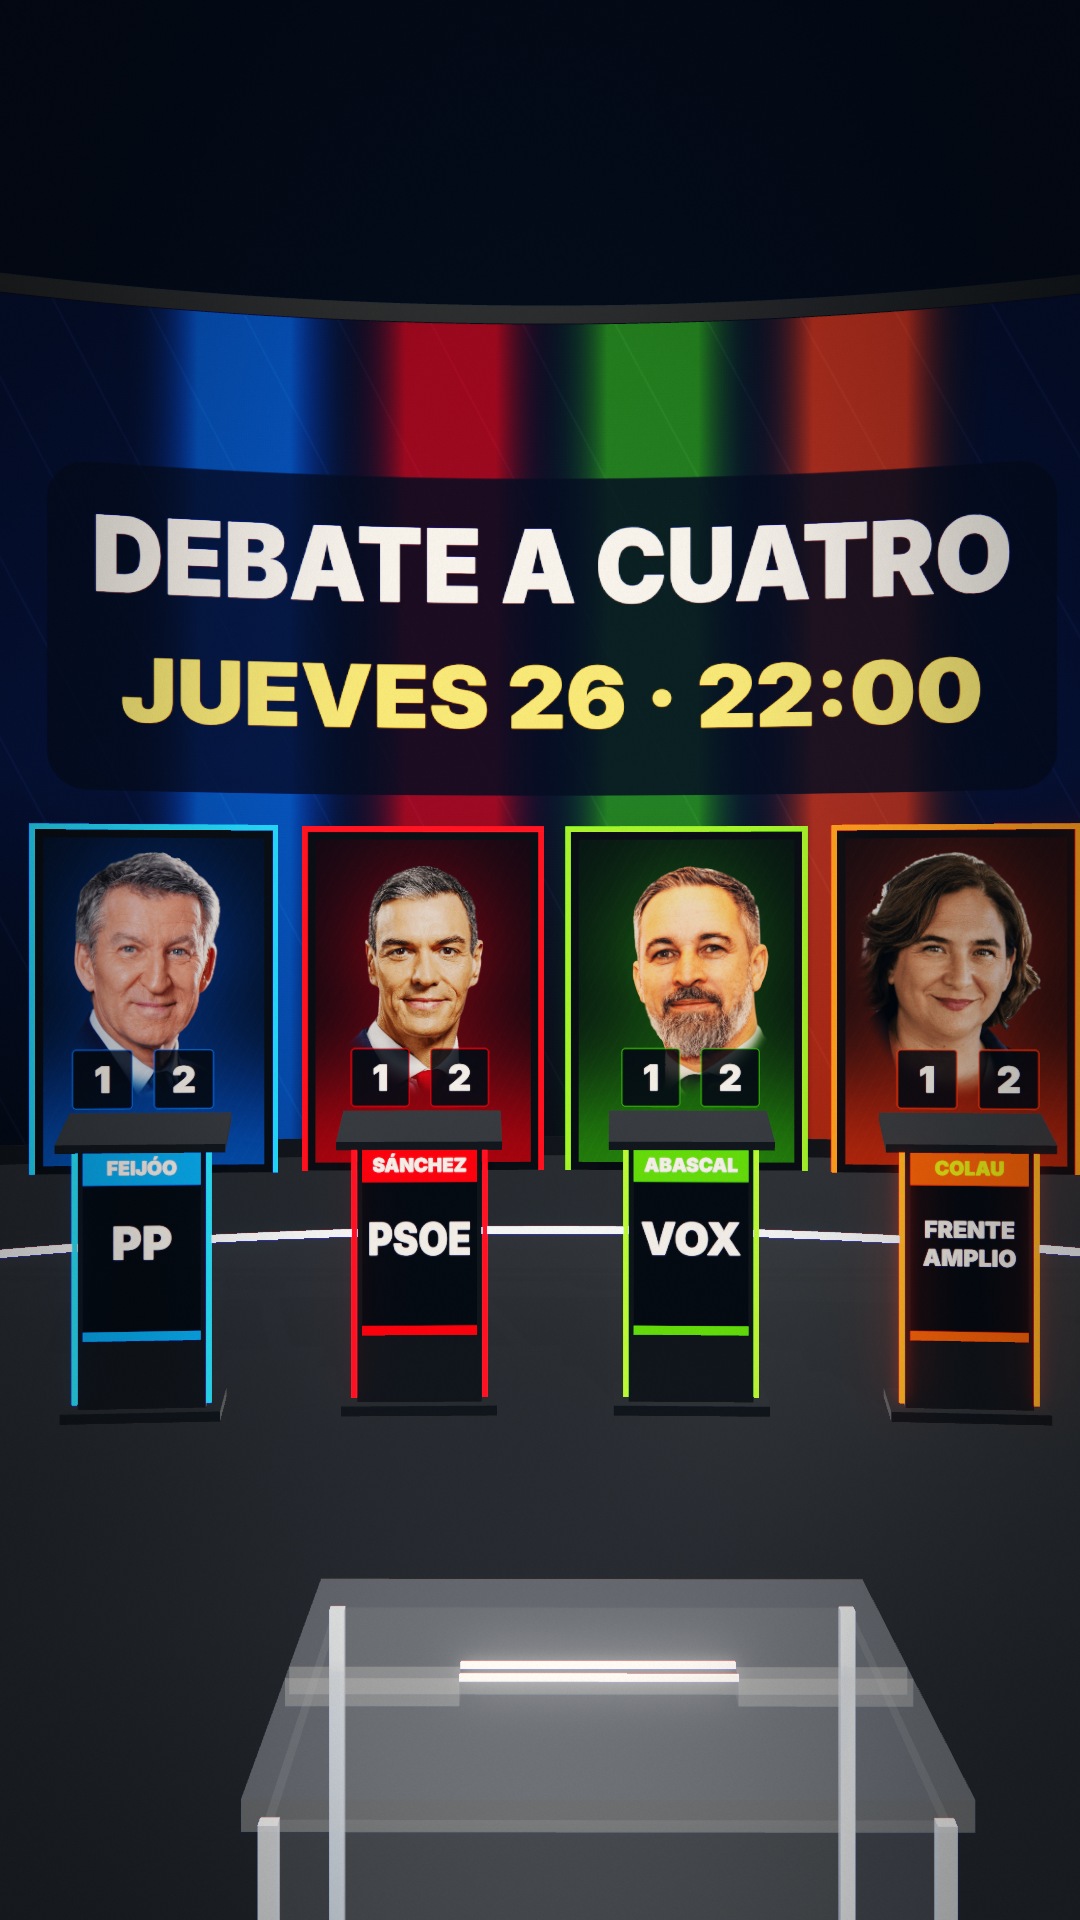 DEBATE A CUATRO
JUEVES 26 · 22:00
1 2
1 2
1 2
1 2
FEIJÓO
SÁNCHEZ
ABASCAL
COLAU
PP
PSOE
VOX
FRENTE
AMPLIO